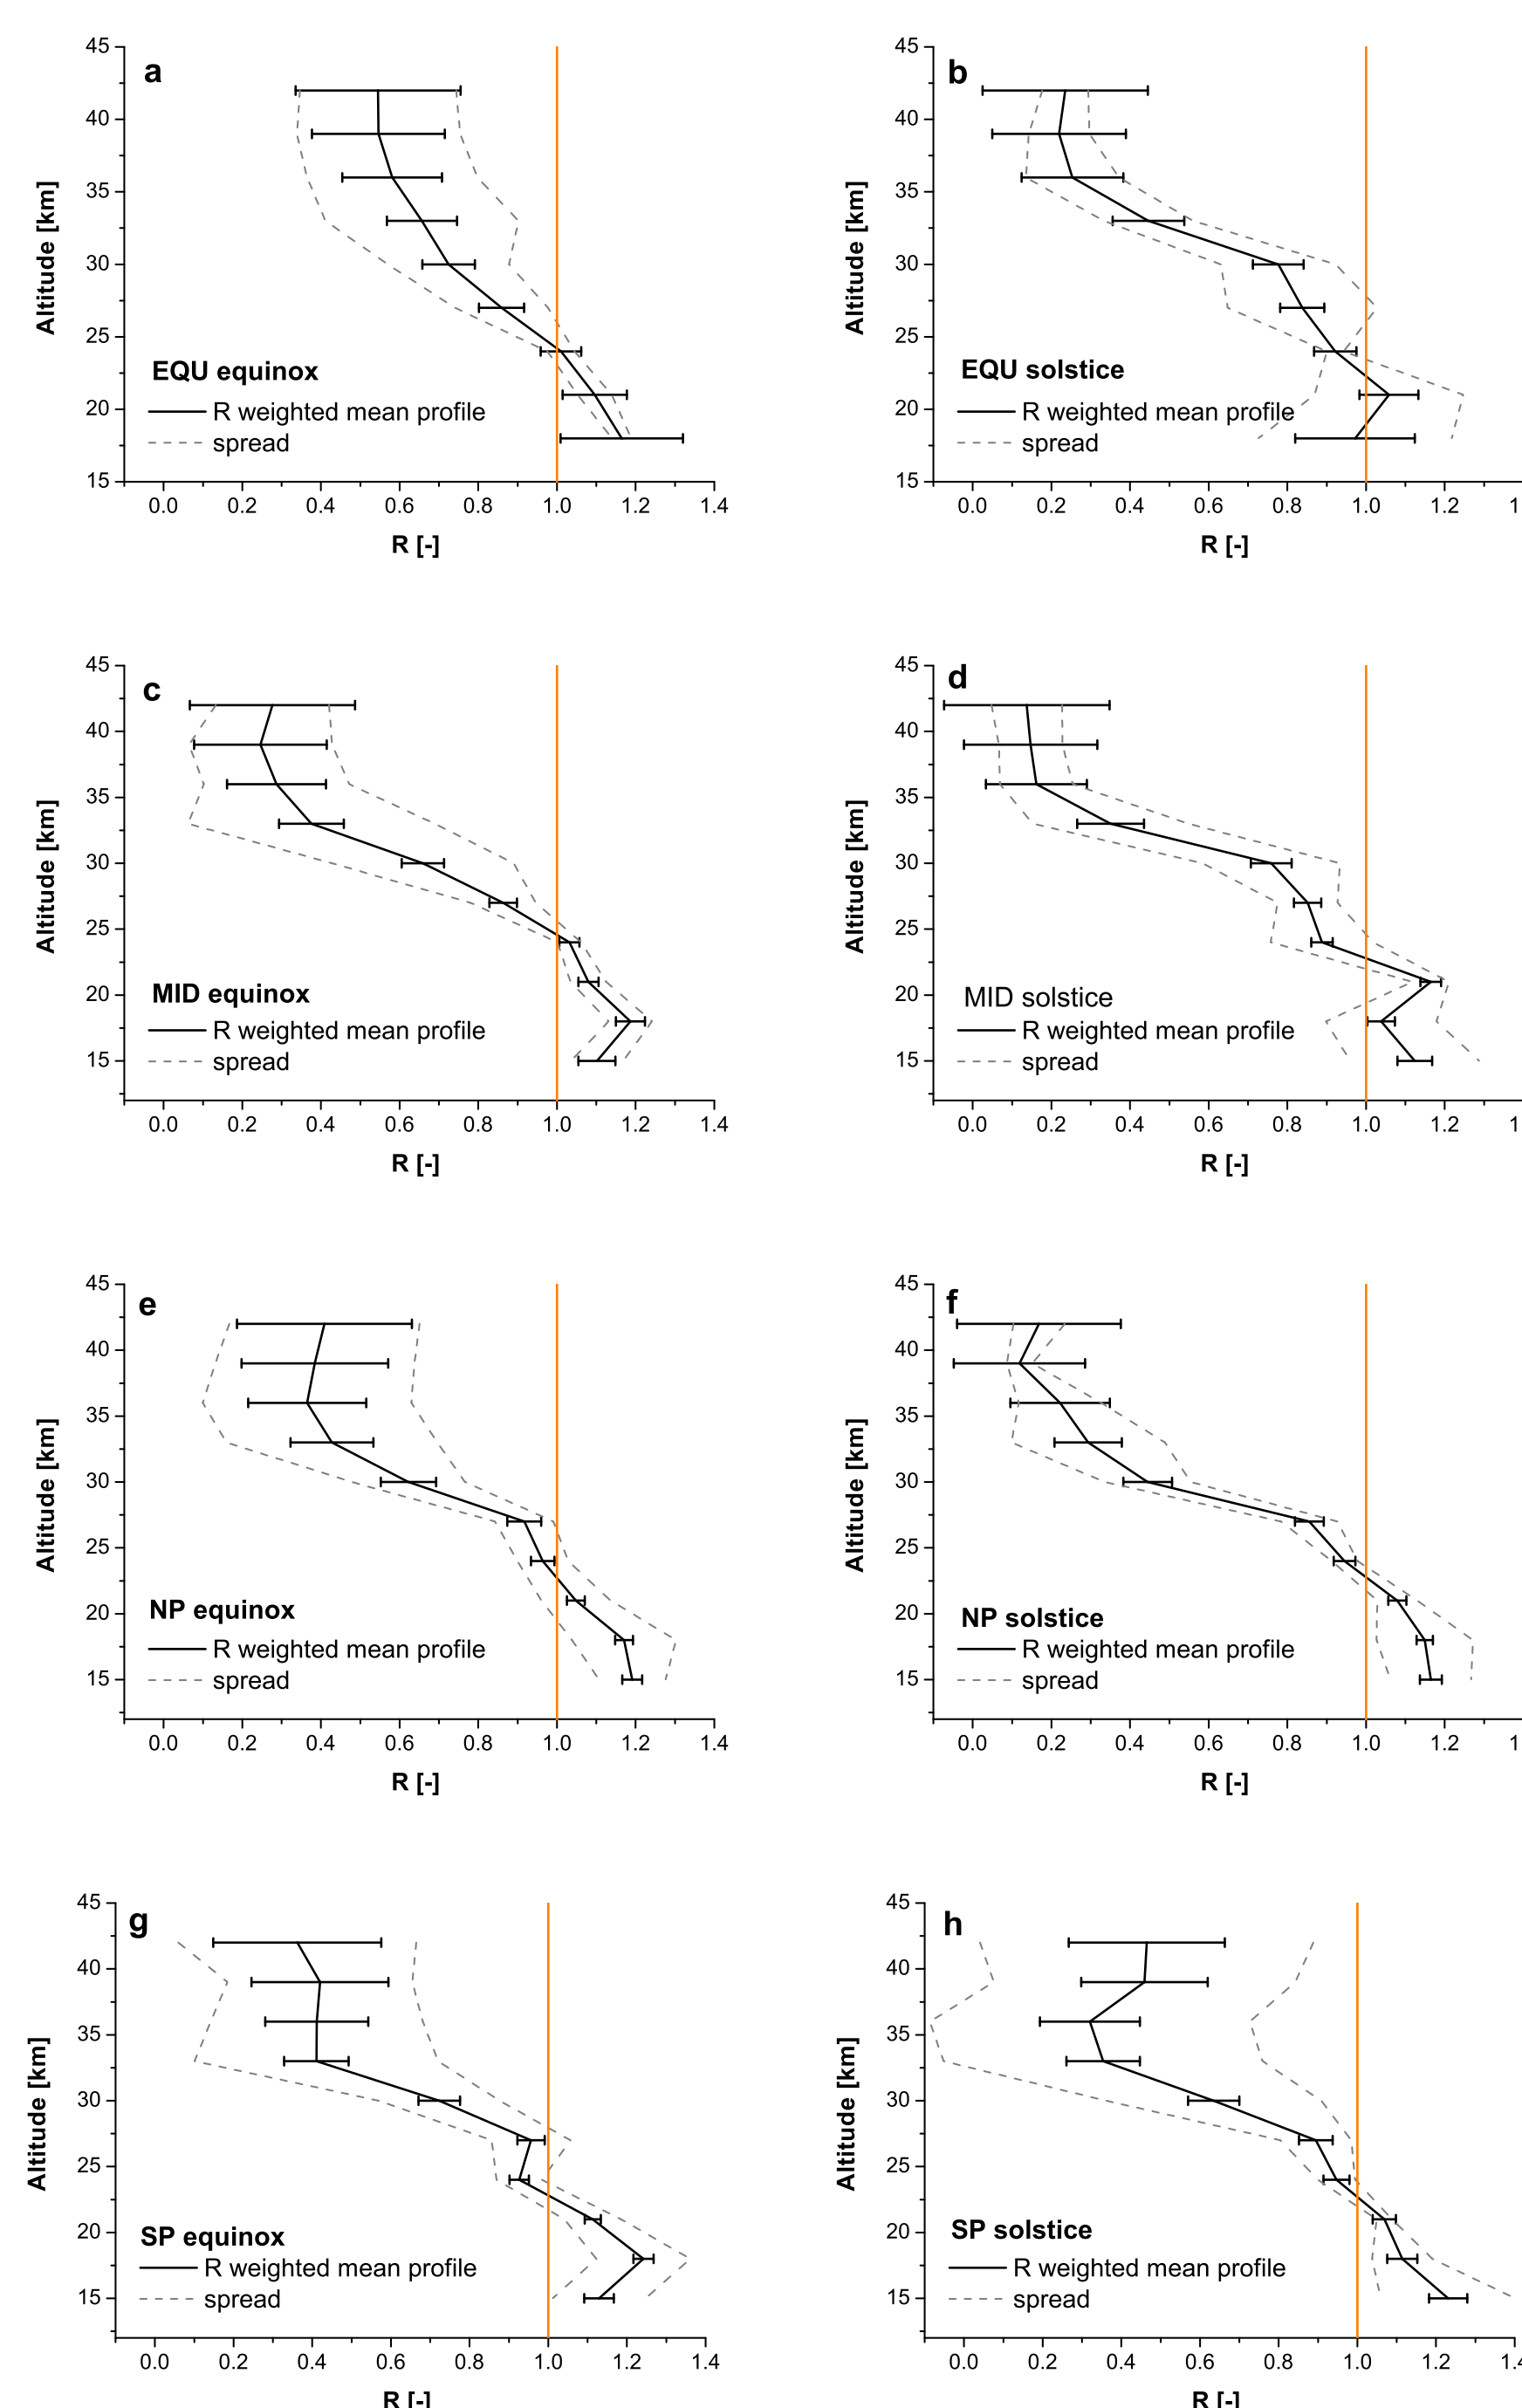 a
45
40
35
30
25
20
15
Altitude [km]
EQU equinox
R weighted mean profile
spread
0.0 0.2 0.4 0.6 0.8 1.0 1.2 1.4
R [-]
b
45
40
35
30
25
20
15
Altitude [km]
EQU solstice
R weighted mean profile
spread
0.0 0.2 0.4 0.6 0.8 1.0 1.2 1
R [-]
c
45
40
35
30
25
20
15
Altitude [km]
MID equinox
R weighted mean profile
spread
0.0 0.2 0.4 0.6 0.8 1.0 1.2 1.4
R [-]
d
45
40
35
30
25
20
15
Altitude [km]
MID solstice
R weighted mean profile
spread
0.0 0.2 0.4 0.6 0.8 1.0 1.2 1
R [-]
e
45
40
35
30
25
20
15
Altitude [km]
NP equinox
R weighted mean profile
spread
0.0 0.2 0.4 0.6 0.8 1.0 1.2 1.4
R [-]
f
45
40
35
30
25
20
15
Altitude [km]
NP solstice
R weighted mean profile
spread
0.0 0.2 0.4 0.6 0.8 1.0 1.2 1
R [-]
g
45
40
35
30
25
20
15
Altitude [km]
SP equinox
R weighted mean profile
spread
0.0 0.2 0.4 0.6 0.8 1.0 1.2 1.4
R [-]
h
45
40
35
30
25
20
15
Altitude [km]
SP solstice
R weighted mean profile
spread
0.0 0.2 0.4 0.6 0.8 1.0 1.2 1.4
R [-]